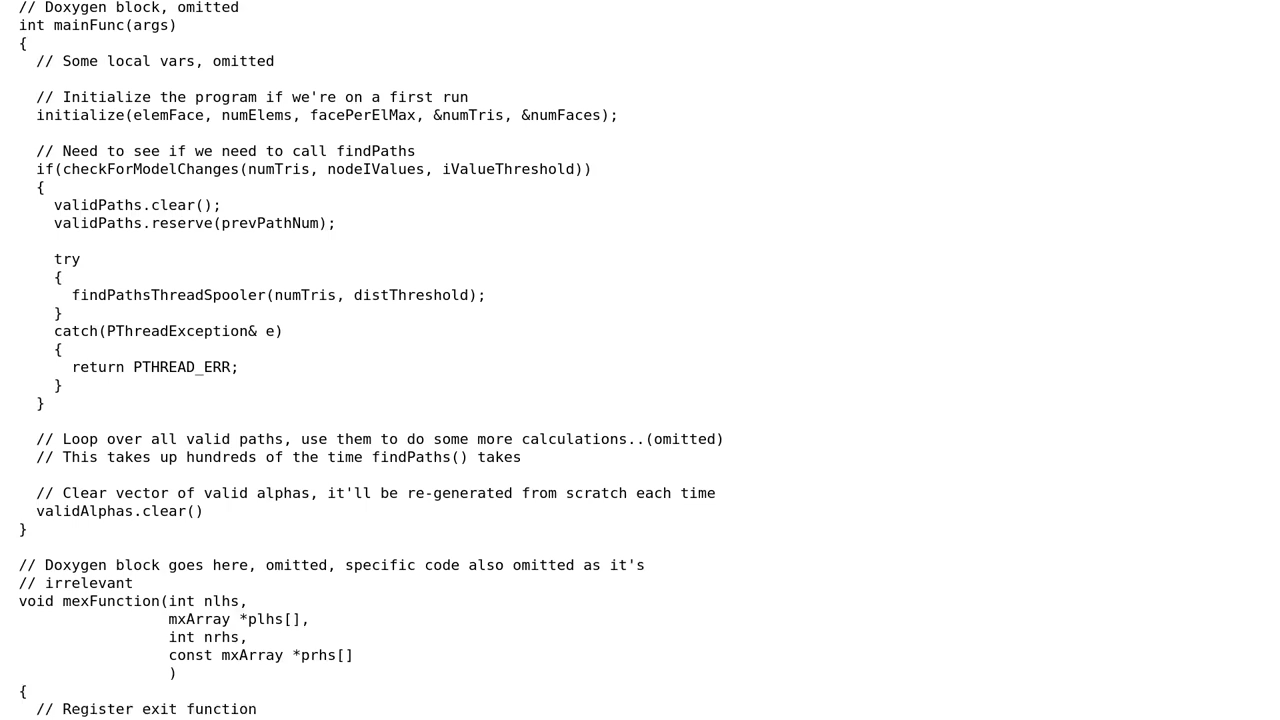 // Doxygen block, omitted
int mainFunc(args)
{
  // Some local vars, omitted

  // Initialize the program if we're on a first run
  initialize(elemFace, numElems, facePerElMax, &numTris, &numFaces);

  // Need to see if we need to call findPaths
  if(checkForModelChanges(numTris, nodeIValues, iValueThreshold))
  {
    validPaths.clear();
    validPaths.reserve(prevPathNum);

    try
    {
      findPathsThreadSpooler(numTris, distThreshold);
    }
    catch(PThreadException& e)
    {
      return PTHREAD_ERR;
    }
  }

  // Loop over all valid paths, use them to do some more calculations..(omitted)
  // This takes up hundreds of the time findPaths() takes

  // Clear vector of valid alphas, it'll be re-generated from scratch each time
  validAlphas.clear()
}

// Doxygen block goes here, omitted, specific code also omitted as it's
// irrelevant
void mexFunction(int nlhs,
                 mxArray *plhs[],
                 int nrhs,
                 const mxArray *prhs[]
                 )
{
  // Register exit function